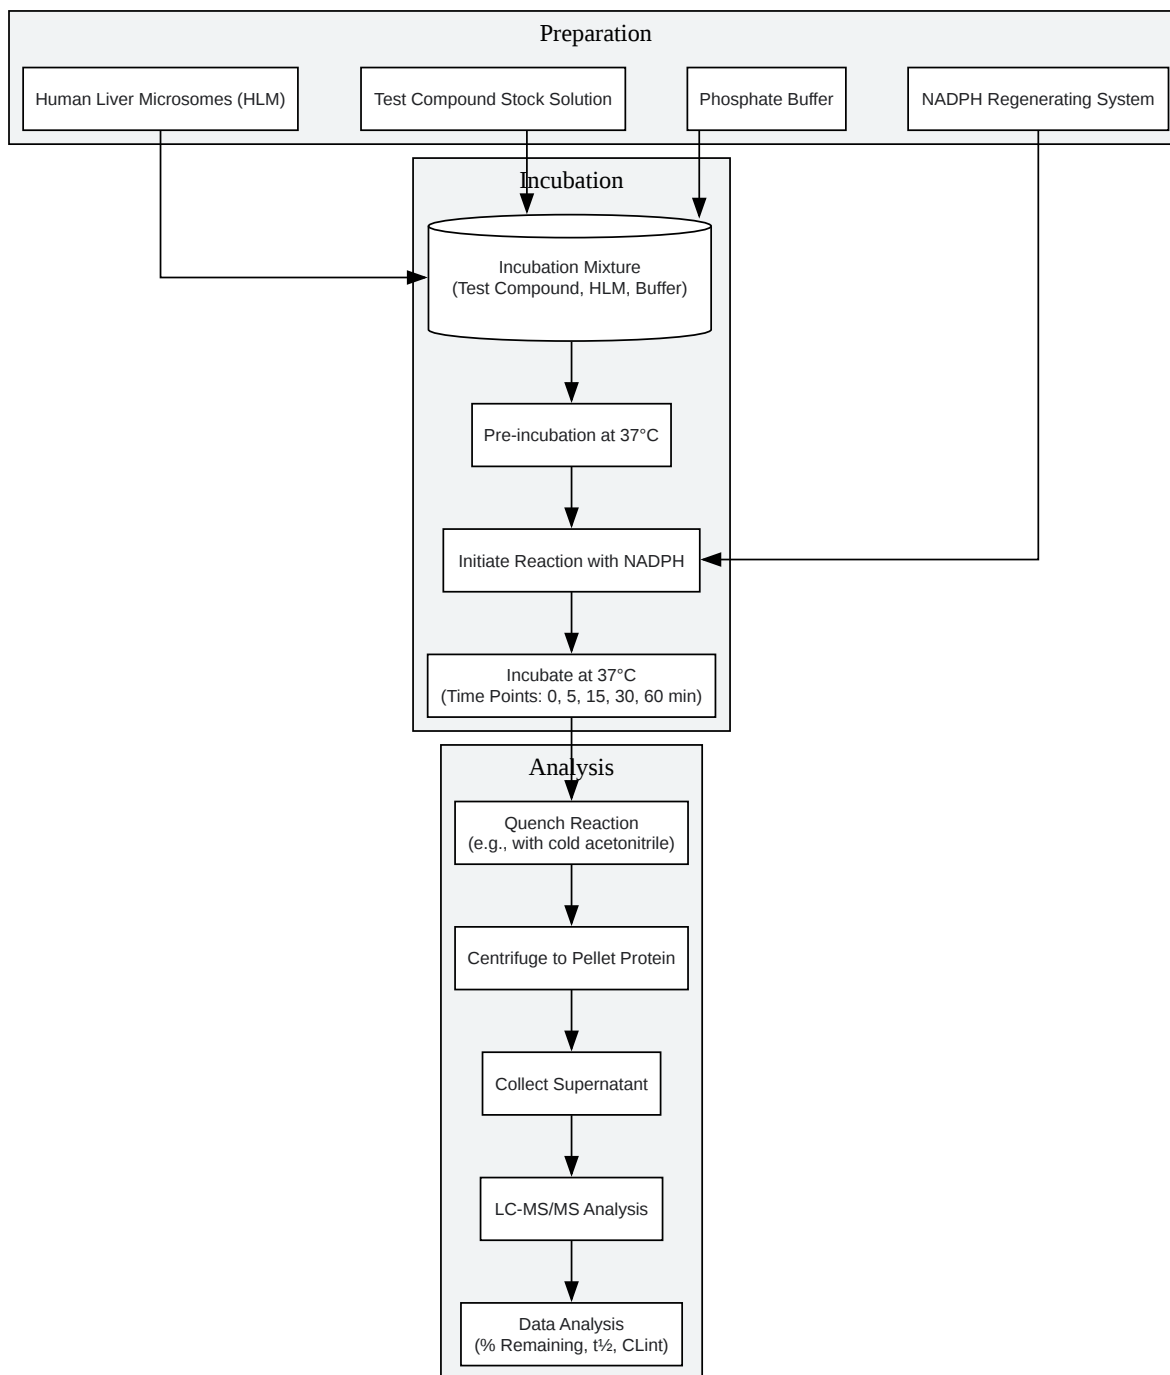 Preparation
Human Liver Microsomes (HLM)
Test Compound Stock Solution
Phosphate Buffer
NADPH Regenerating System
Incubation
Incubation Mixture
(Test Compound, HLM, Buffer)
Pre-incubation at 37°C
Initiate Reaction with NADPH
Incubate at 37°C
(Time Points: 0, 5, 15, 30, 60 min)
Analysis
Quench Reaction
(e.g., with cold acetonitrile)
Centrifuge to Pellet Protein
Collect Supernatant
LC-MS/MS Analysis
Data Analysis
(% Remaining, t½, CLint)